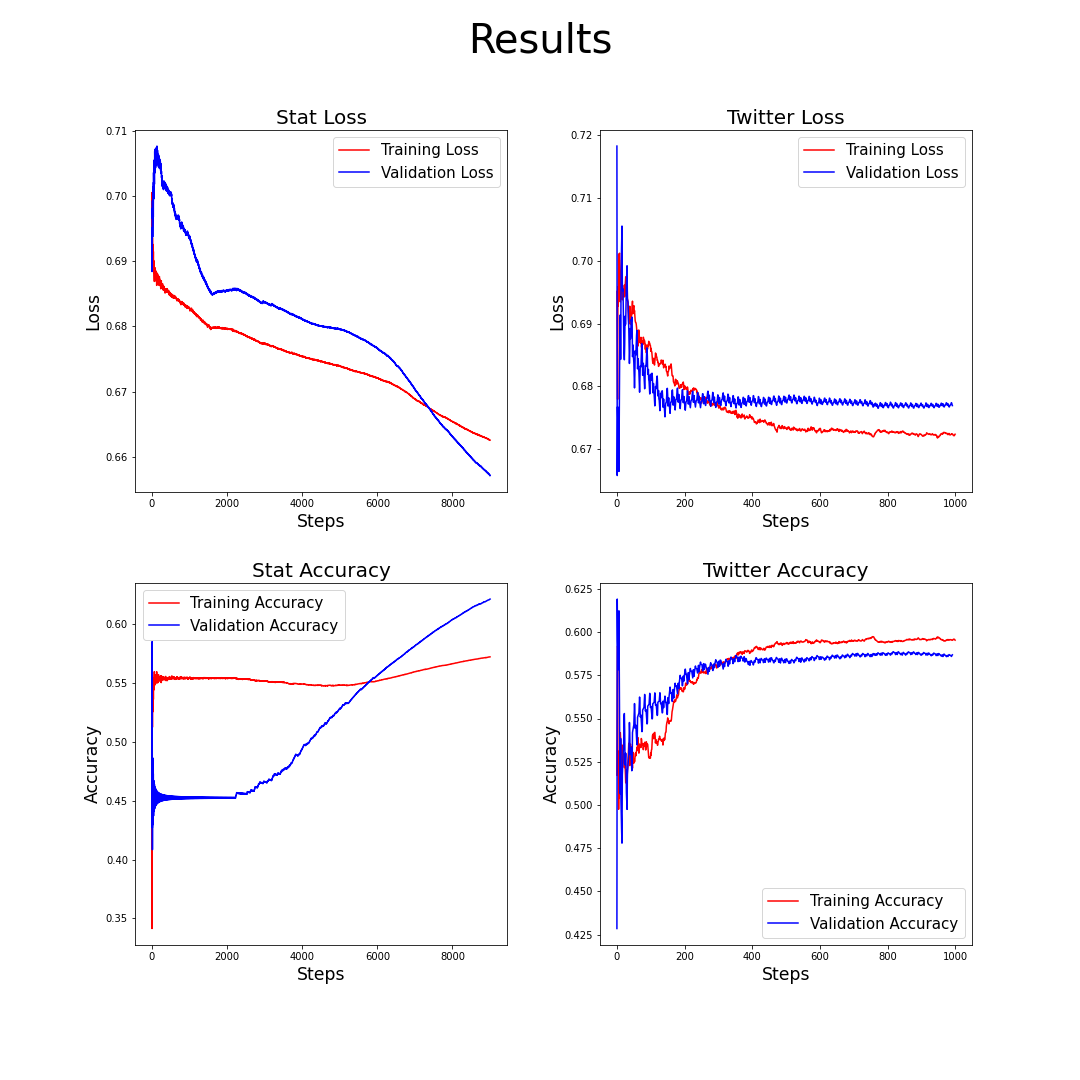 Results
Stat Loss
0.71
0.70
0.69
0.68
0.67
0.66
Loss
Training Loss
Validation Loss
0 2000 4000 6000 8000
Steps
Twitter Loss
0.72
0.71
0.70
0.69
0.68
0.67
Loss
Training Loss
Validation Loss
0 200 400 600 800 1000
Steps
Stat Accuracy
0.60
0.55
0.50
0.45
0.40
0.35
Accuracy
Training Accuracy
Validation Accuracy
0 2000 4000 6000 8000
Steps
Twitter Accuracy
0.625
0.600
0.575
0.550
0.525
0.500
0.475
0.450
0.425
Accuracy
Training Accuracy
Validation Accuracy
0 200 400 600 800 1000
Steps